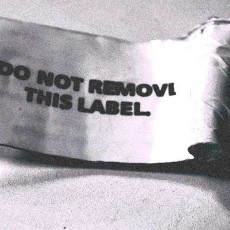 DO NOT REMOVE
THIS LABEL.